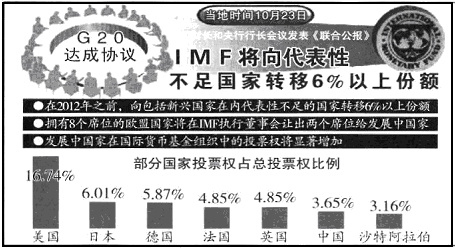 当地时间10月23日
G20
达成协议
财长和央行行长会议发表《联合公报》
IMF将向代表性
不足国家转移6%以上份额
INTERNATIONAL
MONETARY FUND
●在2012年之前，向包括新兴国家在内代表性不足的国家转移6%以上份额
●拥有8个席位的欧盟国家将在IMF执行董事会让出两个席位给发展中国家
●发展中国家在国际货币基金组织中的投票权将显著增加
部分国家投票权占总投票权比例
16.74% 6.01% 5.87% 4.85% 4.85% 3.65% 3.16%
美国 日本 德国 法国 英国 中国 沙特阿拉伯